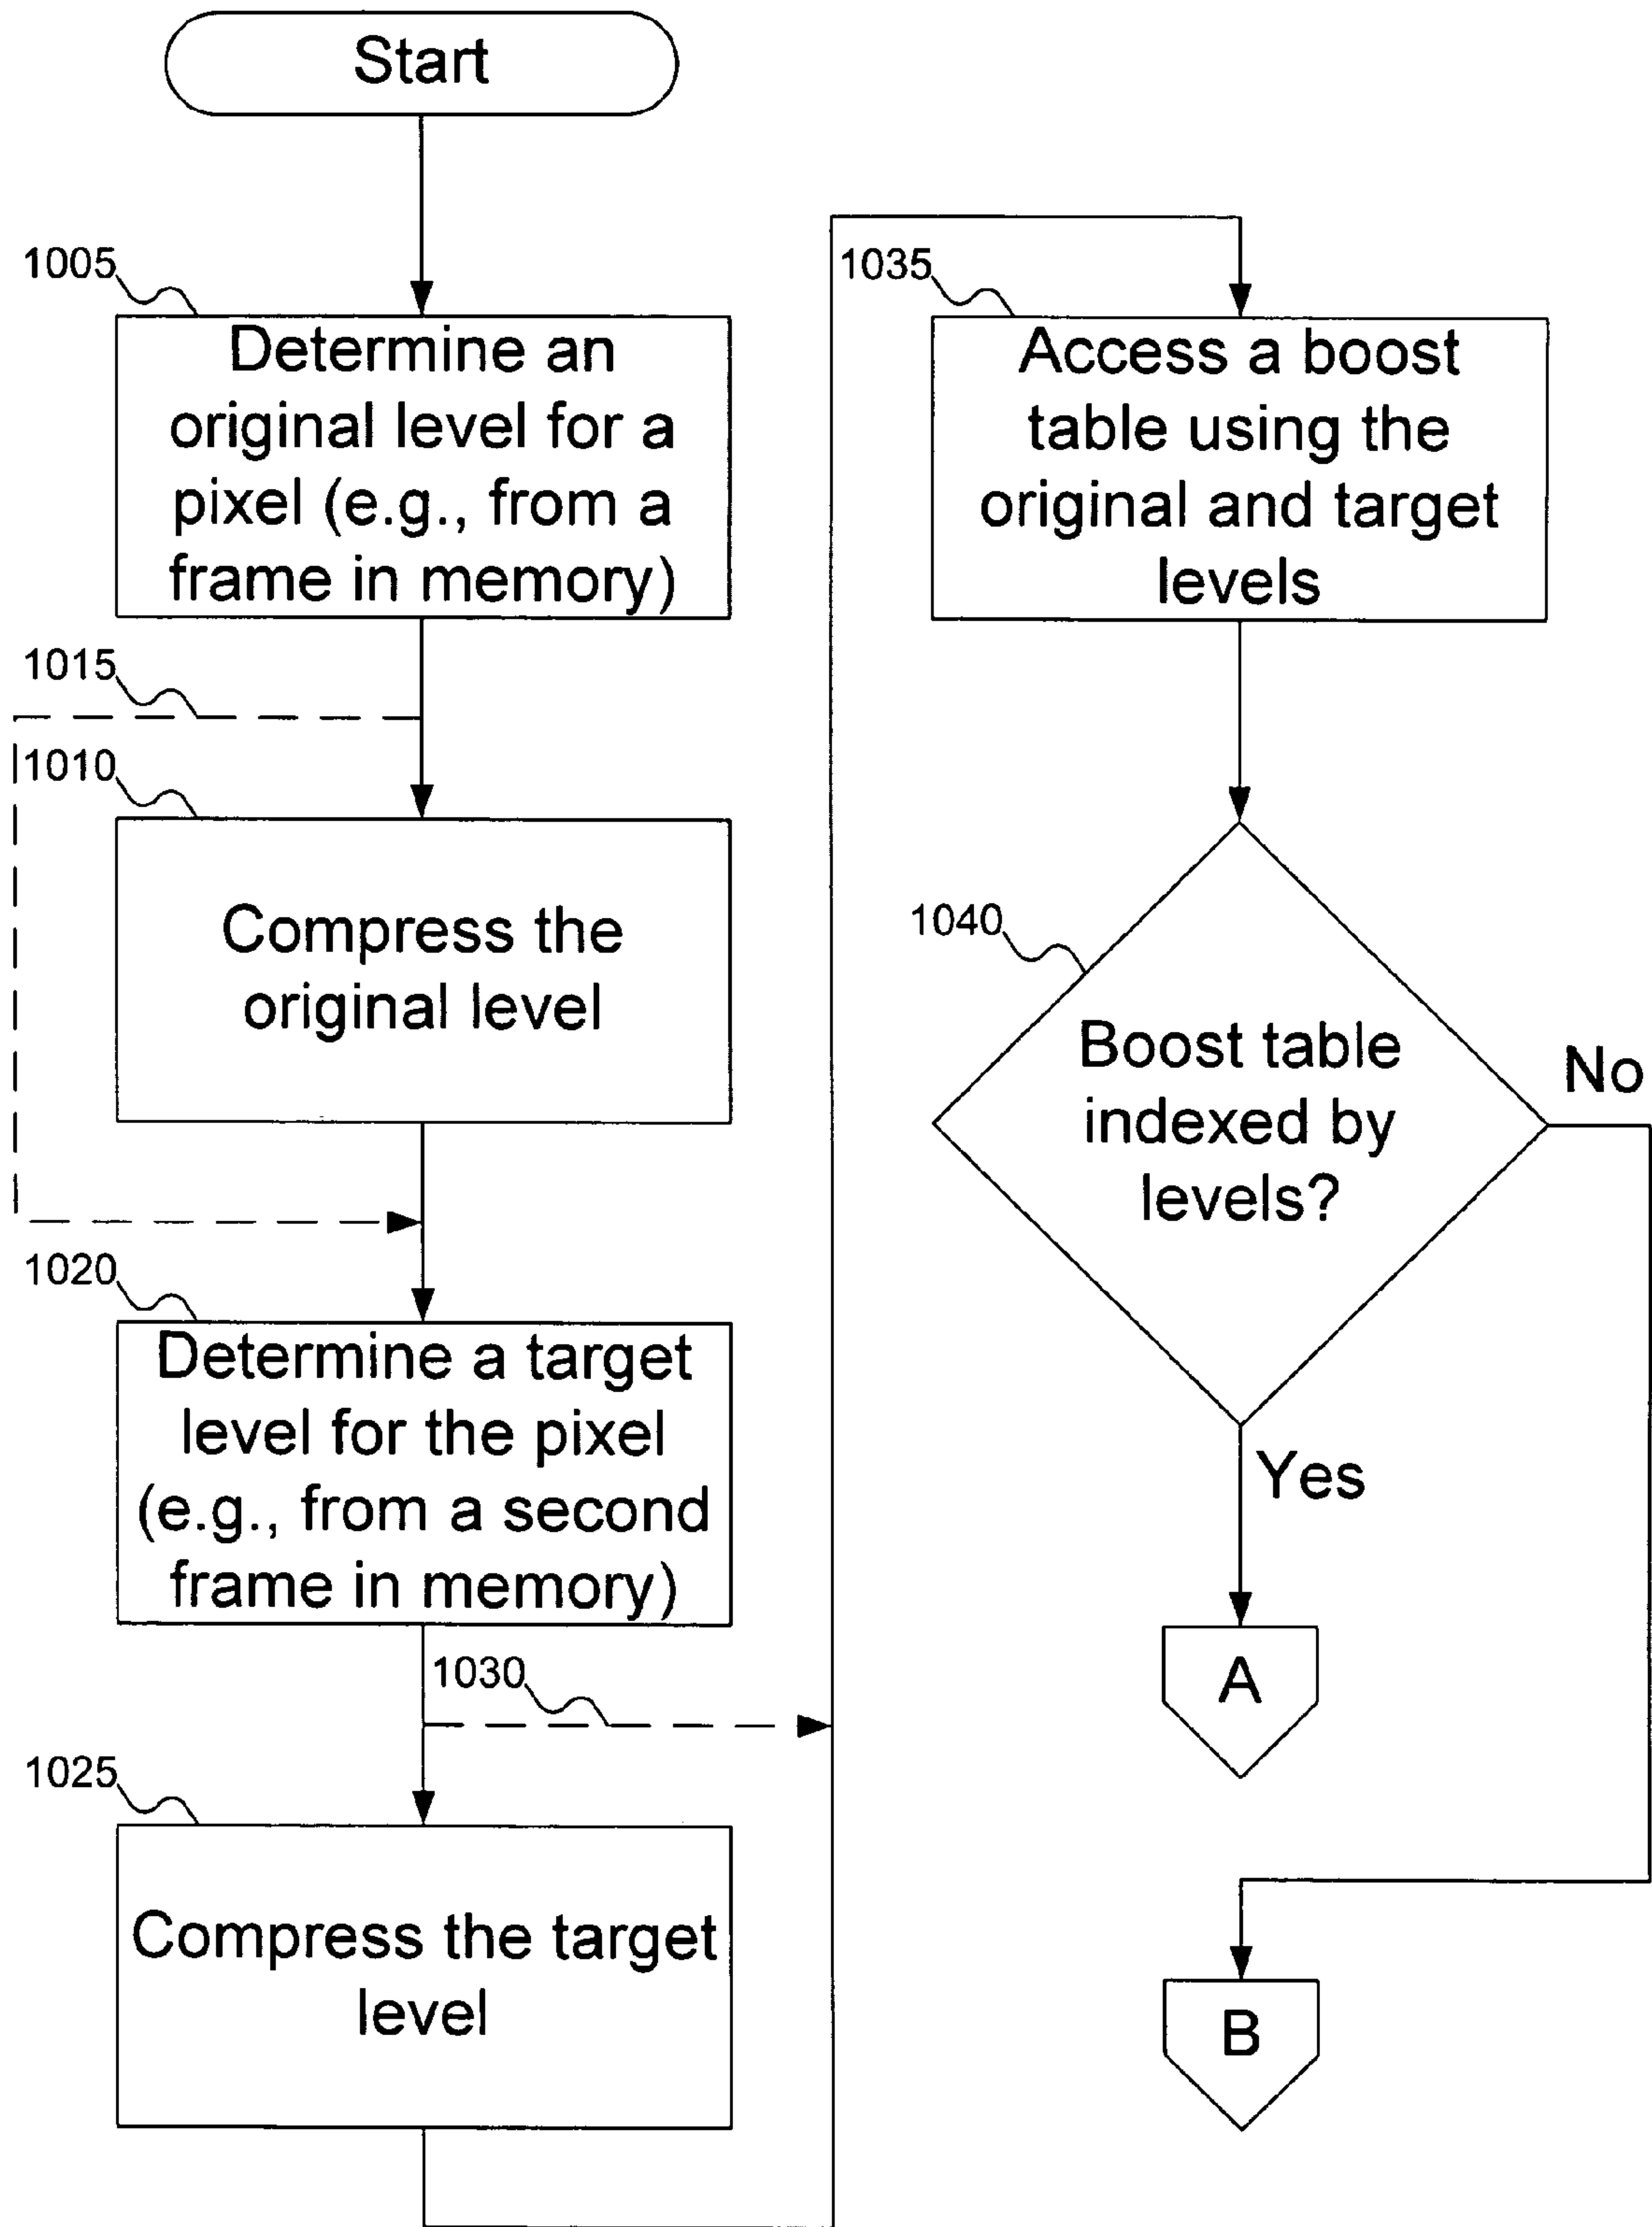 Start
1005
Determine an
original level for a
pixel (e.g., from a
frame in memory)
1015
1010
Compress the
original level
1020
Determine a target
level for the pixel
(e.g., from a second
frame in memory)
1030
1025
Compress the target
level
1035
Access a boost
table using the
original and target
levels
1040
Boost table
indexed by
levels?
No
Yes
A
B